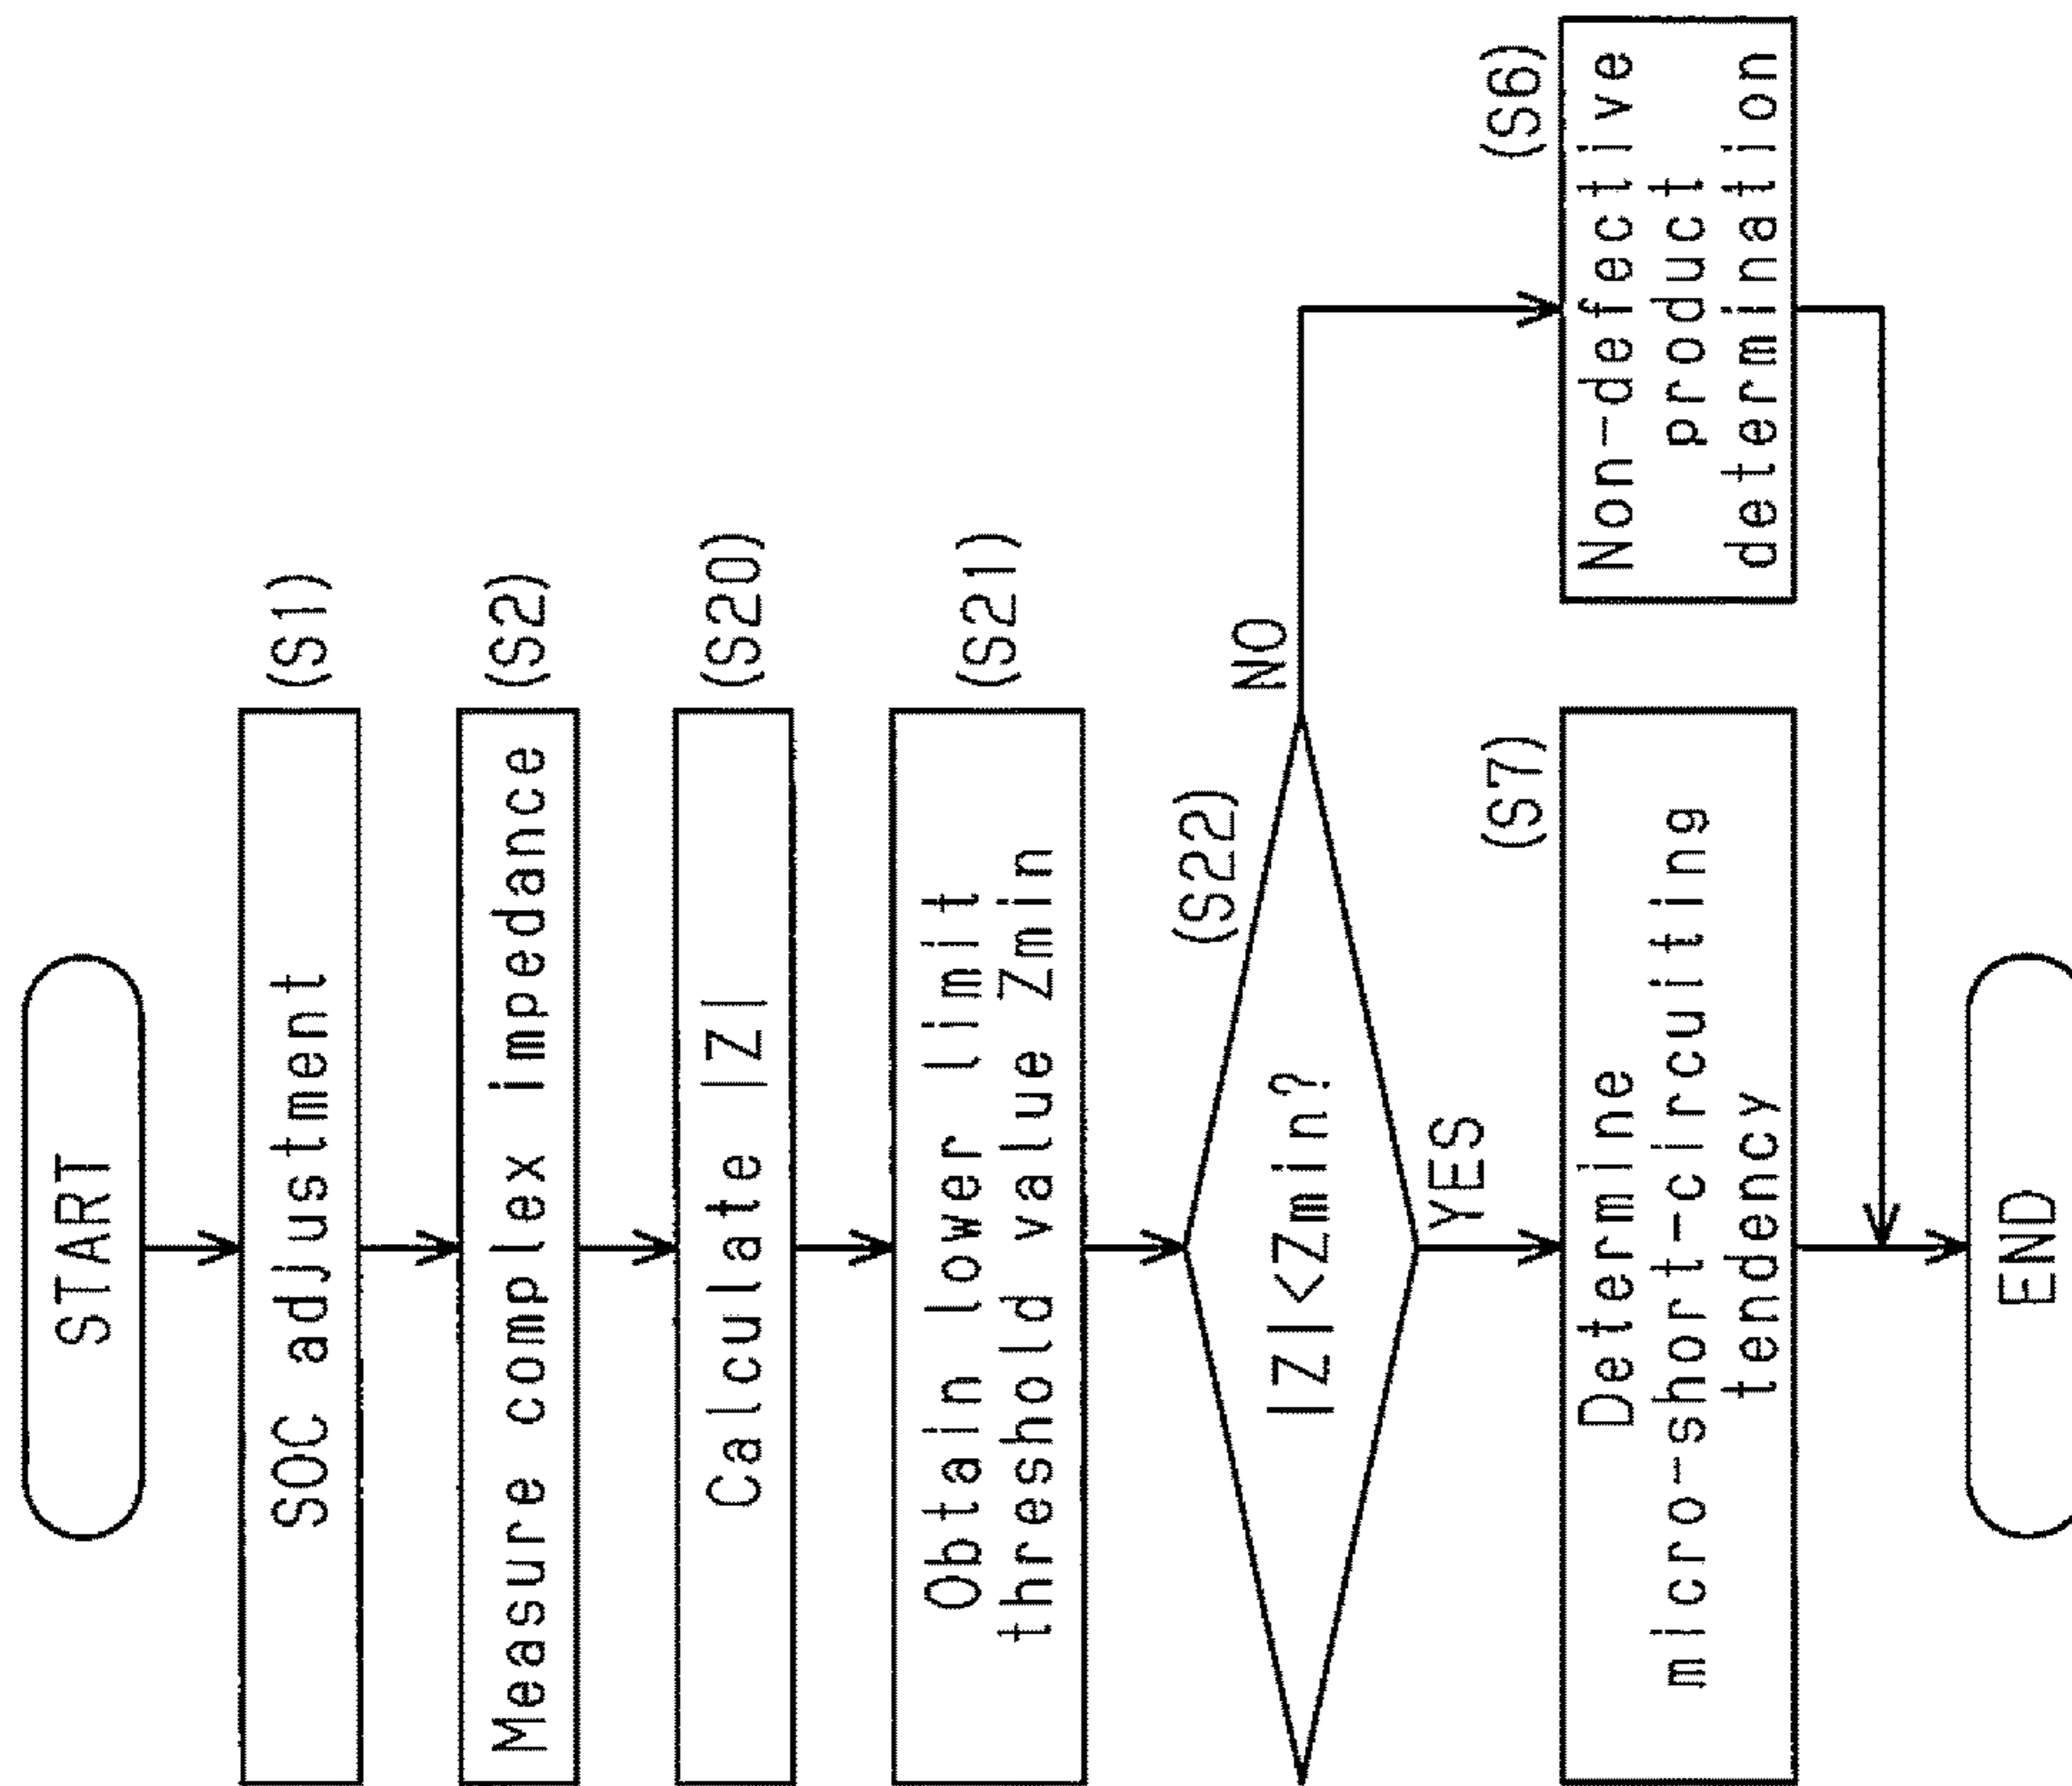 START
SOC adjustment
(S1)
Measure complex impedance
(S2)
Calculate |Z|
(S20)
Obtain lower limit
threshold value Zmin
(S21)
|Z|<Zmin?
(S22)
NO
YES
Determine
micro-short-circuiting
tendency
(S7)
Non-defective
product
determination
(S6)
END